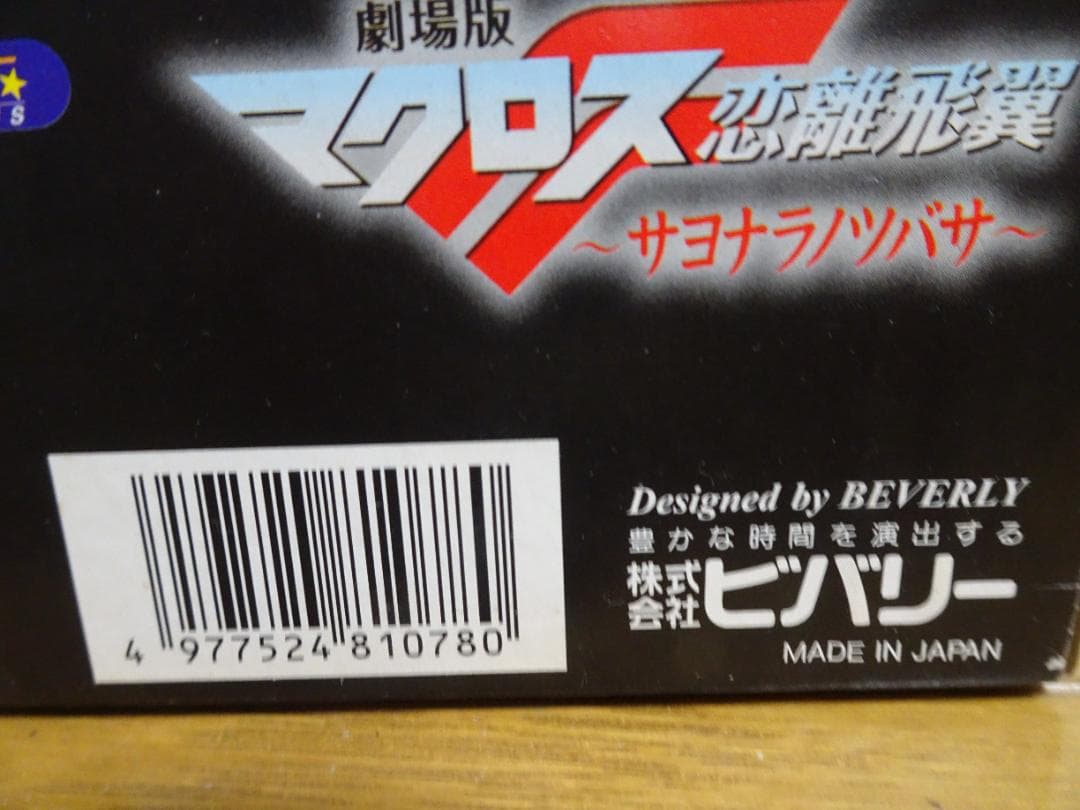 劇場版
マクロスF 恋離飛翼
～サヨナラノツバサ～
S
Designed by BEVERLY
豊かな時間を演出する
株式会社ビバリー
MADE IN JAPAN
4 977524 810780